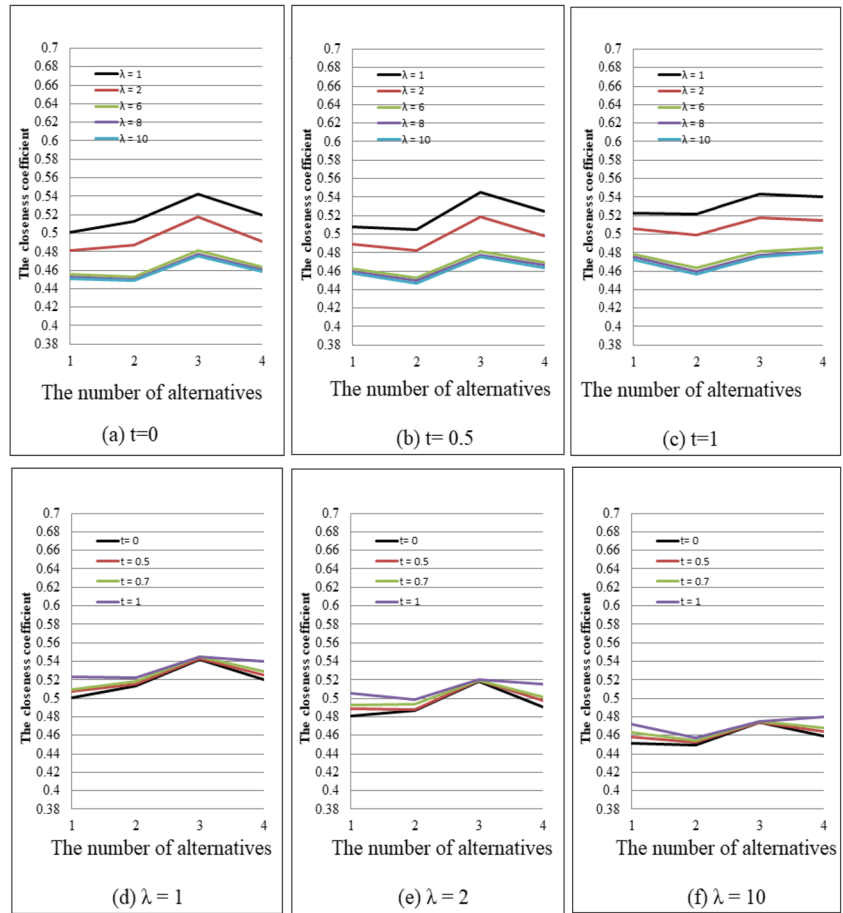 The closeness coefficient
0.7
0.68
0.66
0.64
0.62
0.6
0.58
0.56
0.54
0.52
0.5
0.48
0.46
0.44
0.42
0.4
0.38
λ = 1
λ = 2
λ = 6
λ = 8
λ = 10
1 2 3 4
The number of alternatives
(a) t=0
The closeness coefficient
0.7
0.68
0.66
0.64
0.62
0.6
0.58
0.56
0.54
0.52
0.5
0.48
0.46
0.44
0.42
0.4
0.38
λ = 1
λ = 2
λ = 6
λ = 8
λ = 10
1 2 3 4
The number of alternatives
(b) t= 0.5
The closeness coefficient
0.7
0.68
0.66
0.64
0.62
0.6
0.58
0.56
0.54
0.52
0.5
0.48
0.46
0.44
0.42
0.4
0.38
λ = 1
λ = 2
λ = 6
λ = 8
λ = 10
1 2 3 4
The number of alternatives
(c) t=1
The closeness coefficient
0.7
0.68
0.66
0.64
0.62
0.6
0.58
0.56
0.54
0.52
0.5
0.48
0.46
0.44
0.42
0.4
0.38
t= 0
t = 0.5
t = 0.7
t = 1
1 2 3 4
The number of alternatives
(d) λ = 1
The closeness coefficient
0.7
0.68
0.66
0.64
0.62
0.6
0.58
0.56
0.54
0.52
0.5
0.48
0.46
0.44
0.42
0.4
0.38
t= 0
t = 0.5
t = 0.7
t = 1
1 2 3 4
The number of alternatives
(e) λ = 2
The closeness coefficient
0.7
0.68
0.66
0.64
0.62
0.6
0.58
0.56
0.54
0.52
0.5
0.48
0.46
0.44
0.42
0.4
0.38
t= 0
t = 0.5
t = 0.7
t = 1
1 2 3 4
The number of alternatives
(f) λ = 10